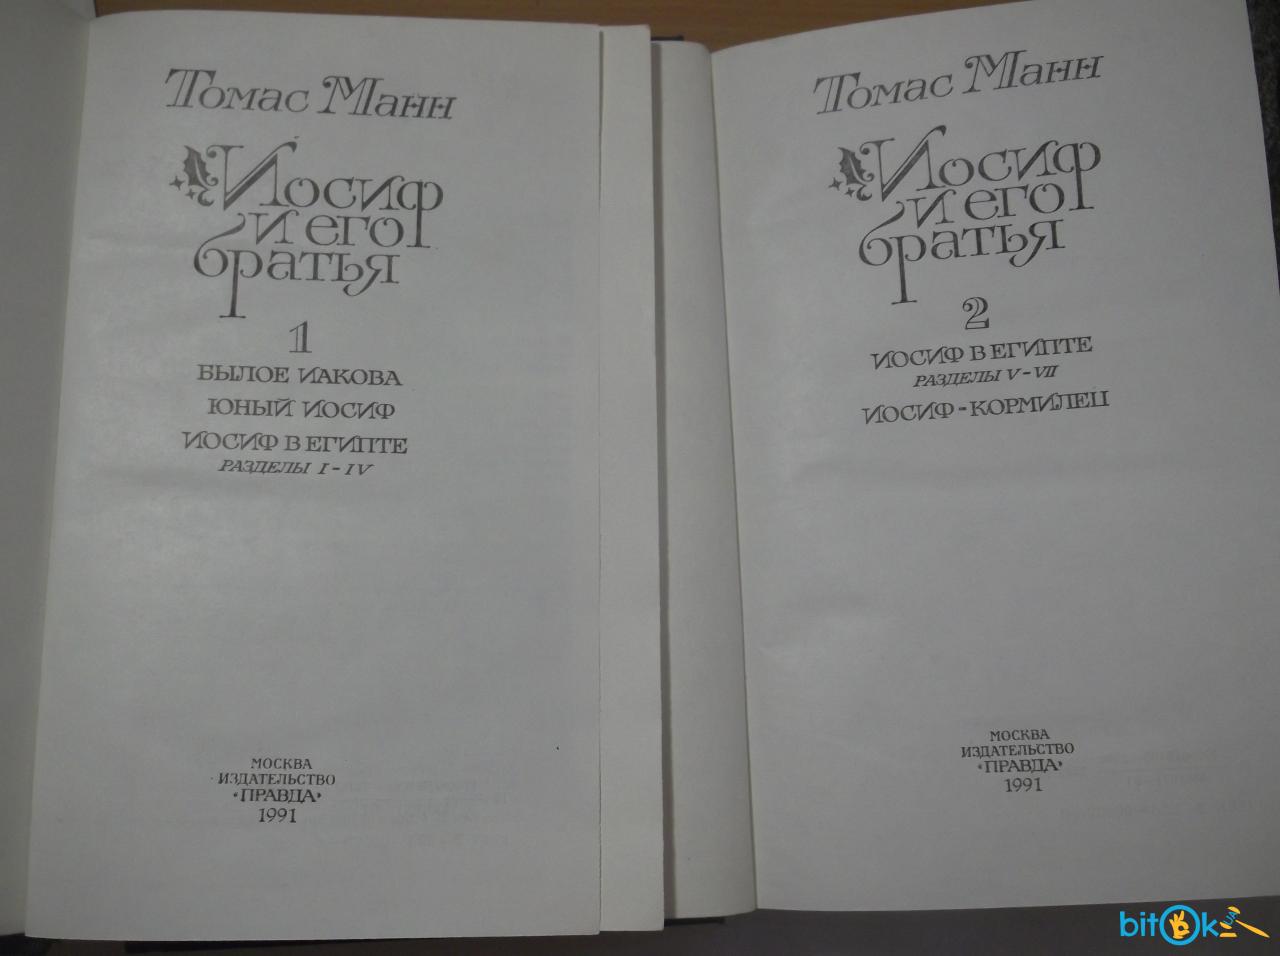 Томас Манн
Иосиф
и его
братья
1
БЫЛОЕ ИАКОВА
ЮНЫЙ ИОСИФ
ИОСИФ В ЕГИПТЕ
РАЗДЕЛЫ I-IV
МОСКВА
ИЗДАТЕЛЬСТВО
«ПРАВДА»
1991
Томас Манн
Иосиф
и его
братья
2
ИОСИФ В ЕГИПТЕ
РАЗДЕЛЫ V-VII
ИОСИФ-КОРМИЛЕЦ
МОСКВА
ИЗДАТЕЛЬСТВО
«ПРАВДА»
1991
bitOk UA